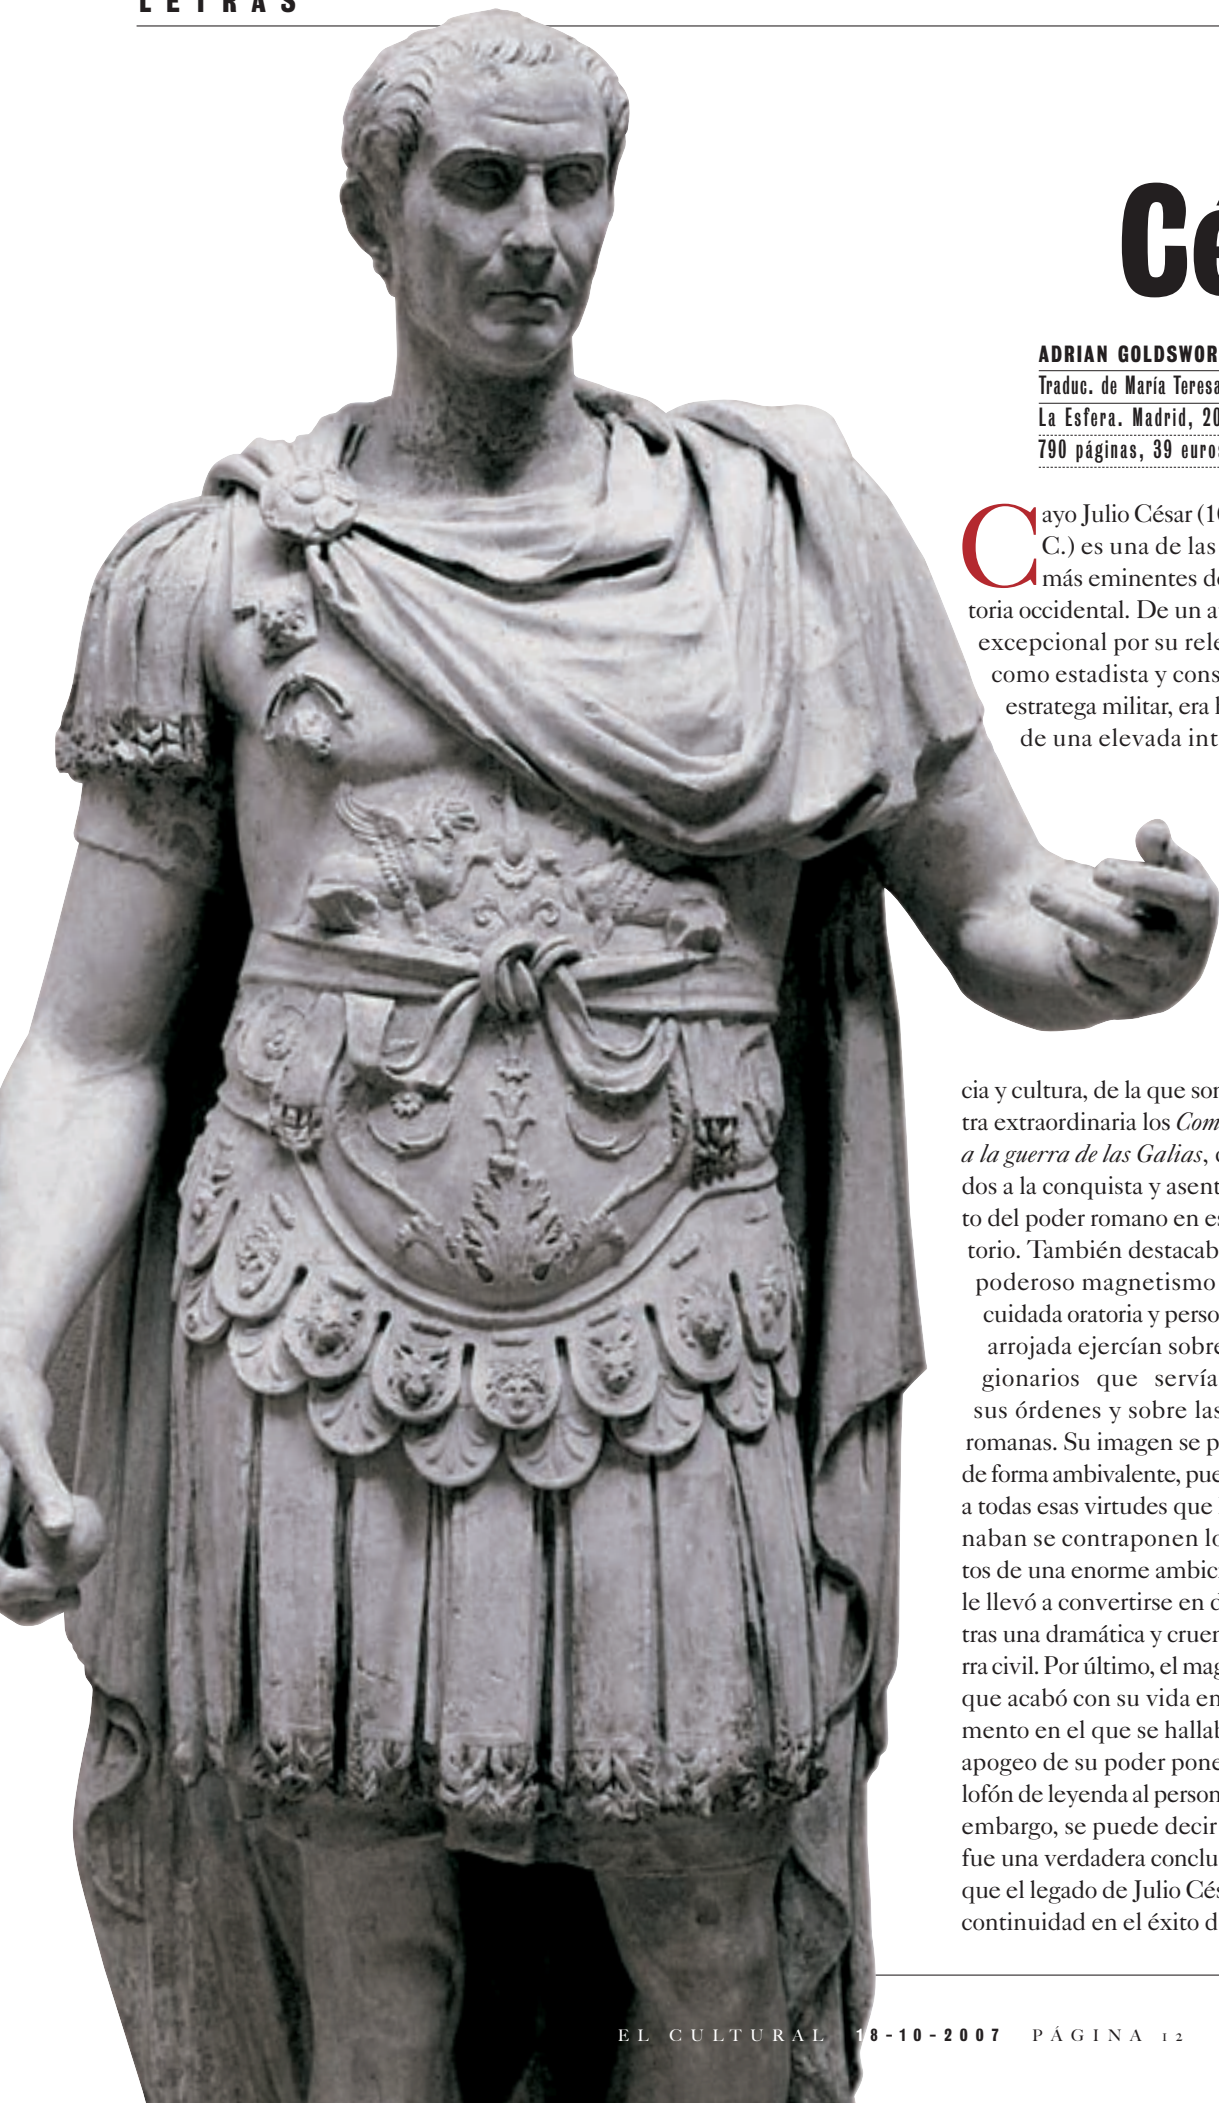 LETRAS
Cé
ADRIAN GOLDSWOR
Traduc. de María Teresa
La Esfera. Madrid, 20
790 páginas, 39 euros
Cayo Julio César (10
C.) es una de las
más eminentes de
toria occidental. De un a
excepcional por su rele
como estadista y cons
estratega militar, era
de una elevada int
cia y cultura, de la que son
tra extraordinaria los Com
a la guerra de las Galias,
dos a la conquista y asent
to del poder romano en es
torio. También destacab
poderoso magnetismo
cuidada oratoria y perso
arrojada ejercían sobre
gionarios que servía
sus órdenes y sobre las
romanas. Su imagen se p
de forma ambivalente, pue
a todas esas virtudes que
naban se contraponen lo
tos de una enorme ambic
le llevó a convertirse en d
tras una dramática y cruen
rra civil. Por último, el mag
que acabó con su vida en
mento en el que se hallab
apogeo de su poder pone
lofón de leyenda al person
embargo, se puede decir
fue una verdadera conclu
que el legado de Julio Cés
continuidad en el éxito d
EL CULTURAL 18-10-2007 PÁGINA 12